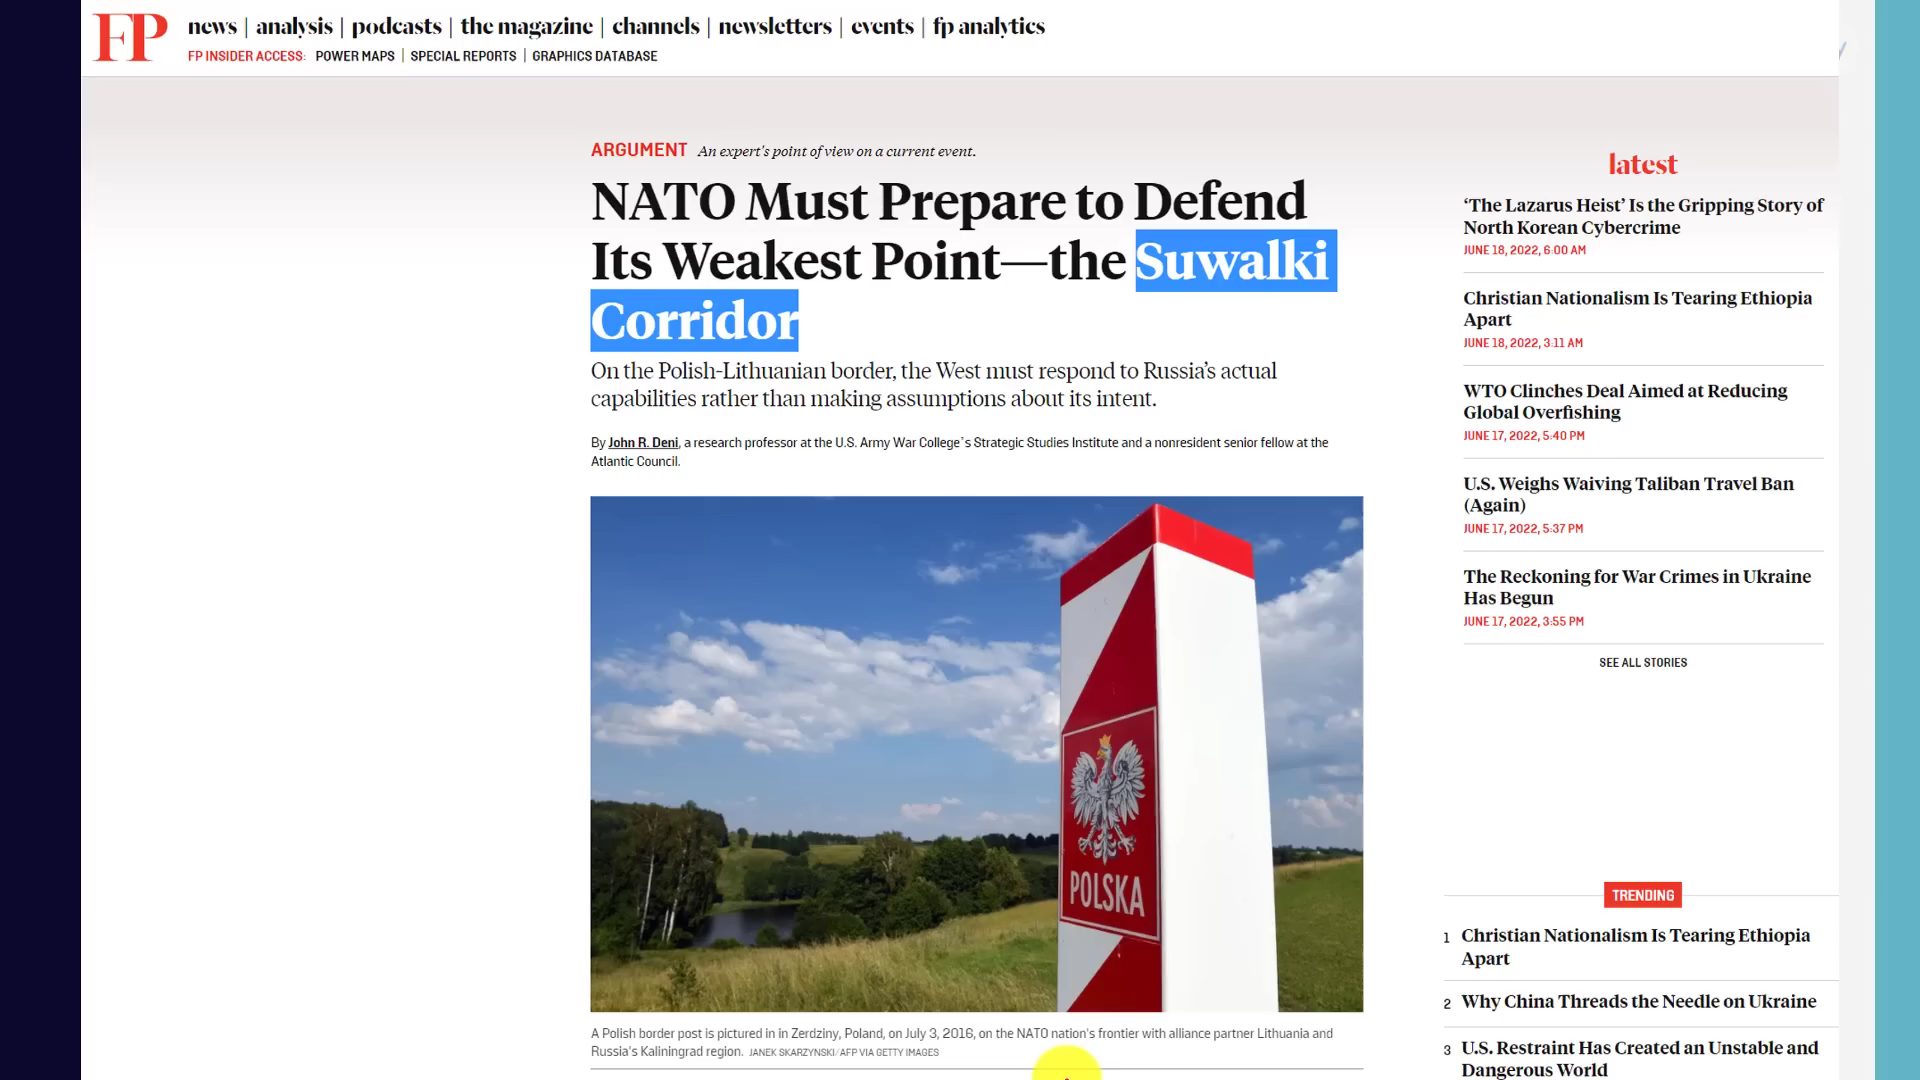 FP
news | analysis | podcasts | the magazine | channels | newsletters | events | fp analytics
FP INSIDER ACCESS: POWER MAPS | SPECIAL REPORTS | GRAPHICS DATABASE
ARGUMENT An expert's point of view on a current event.
NATO Must Prepare to Defend
Its Weakest Point—the Suwalki
Corridor
On the Polish-Lithuanian border, the West must respond to Russia's actual
capabilities rather than making assumptions about its intent.
By John R. Deni, a research professor at the U.S. Army War College's Strategic Studies Institute and a nonresident senior fellow at the
Atlantic Council.
POLSKA
A Polish border post is pictured in in Zerdziny, Poland, on July 3, 2016, on the NATO nation's frontier with alliance partner Lithuania and
Russia's Kaliningrad region. JANEK SKARZYNSKI/AFP VIA GETTY IMAGES
latest
‘The Lazarus Heist’ Is the Gripping Story of
North Korean Cybercrime
JUNE 18, 2022, 6:00 AM
Christian Nationalism Is Tearing Ethiopia
Apart
JUNE 18, 2022, 3:11 AM
WTO Clinches Deal Aimed at Reducing
Global Overfishing
JUNE 17, 2022, 5:40 PM
U.S. Weighs Waiving Taliban Travel Ban
(Again)
JUNE 17, 2022, 5:37 PM
The Reckoning for War Crimes in Ukraine
Has Begun
JUNE 17, 2022, 3:55 PM
SEE ALL STORIES
TRENDING
1 Christian Nationalism Is Tearing Ethiopia
Apart
2 Why China Threads the Needle on Ukraine
3 U.S. Restraint Has Created an Unstable and
Dangerous World